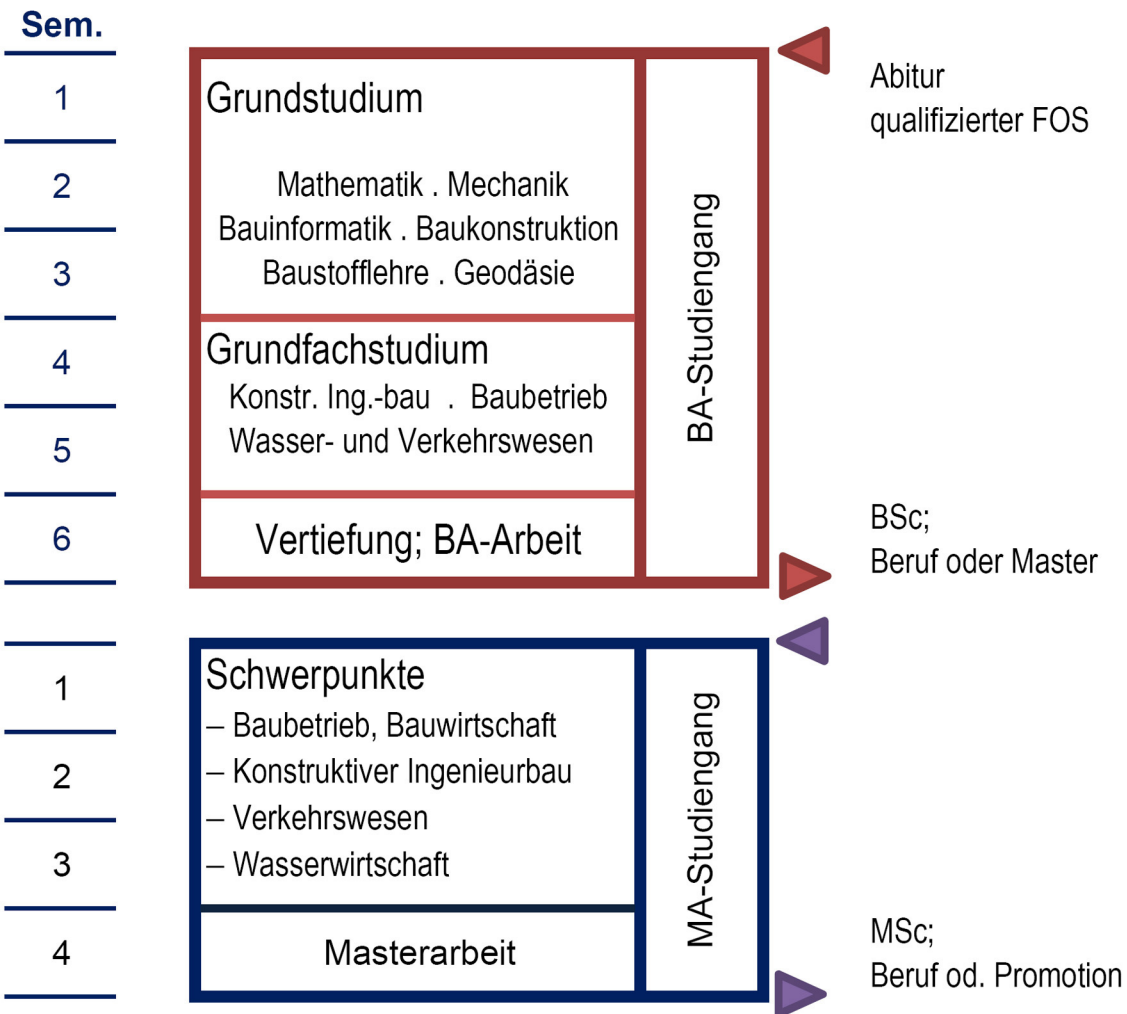 Sem.
1
Grundstudium
Abitur
qualifizierter FOS
2
Mathematik . Mechanik
Bauinformatik . Baukonstruktion
3
Baustofflehre . Geodäsie
BA-Studiengang
4
Grundfachstudium
Konstr. Ing.-bau . Baubetrieb
5
Wasser- und Verkehrswesen
6
Vertiefung; BA-Arbeit
BSc;
Beruf oder Master
1
Schwerpunkte
– Baubetrieb, Bauwirtschaft
2
– Konstruktiver Ingenieurbau
– Verkehrswesen
3
– Wasserwirtschaft
MA-Studiengang
4
Masterarbeit
MSc;
Beruf od. Promotion